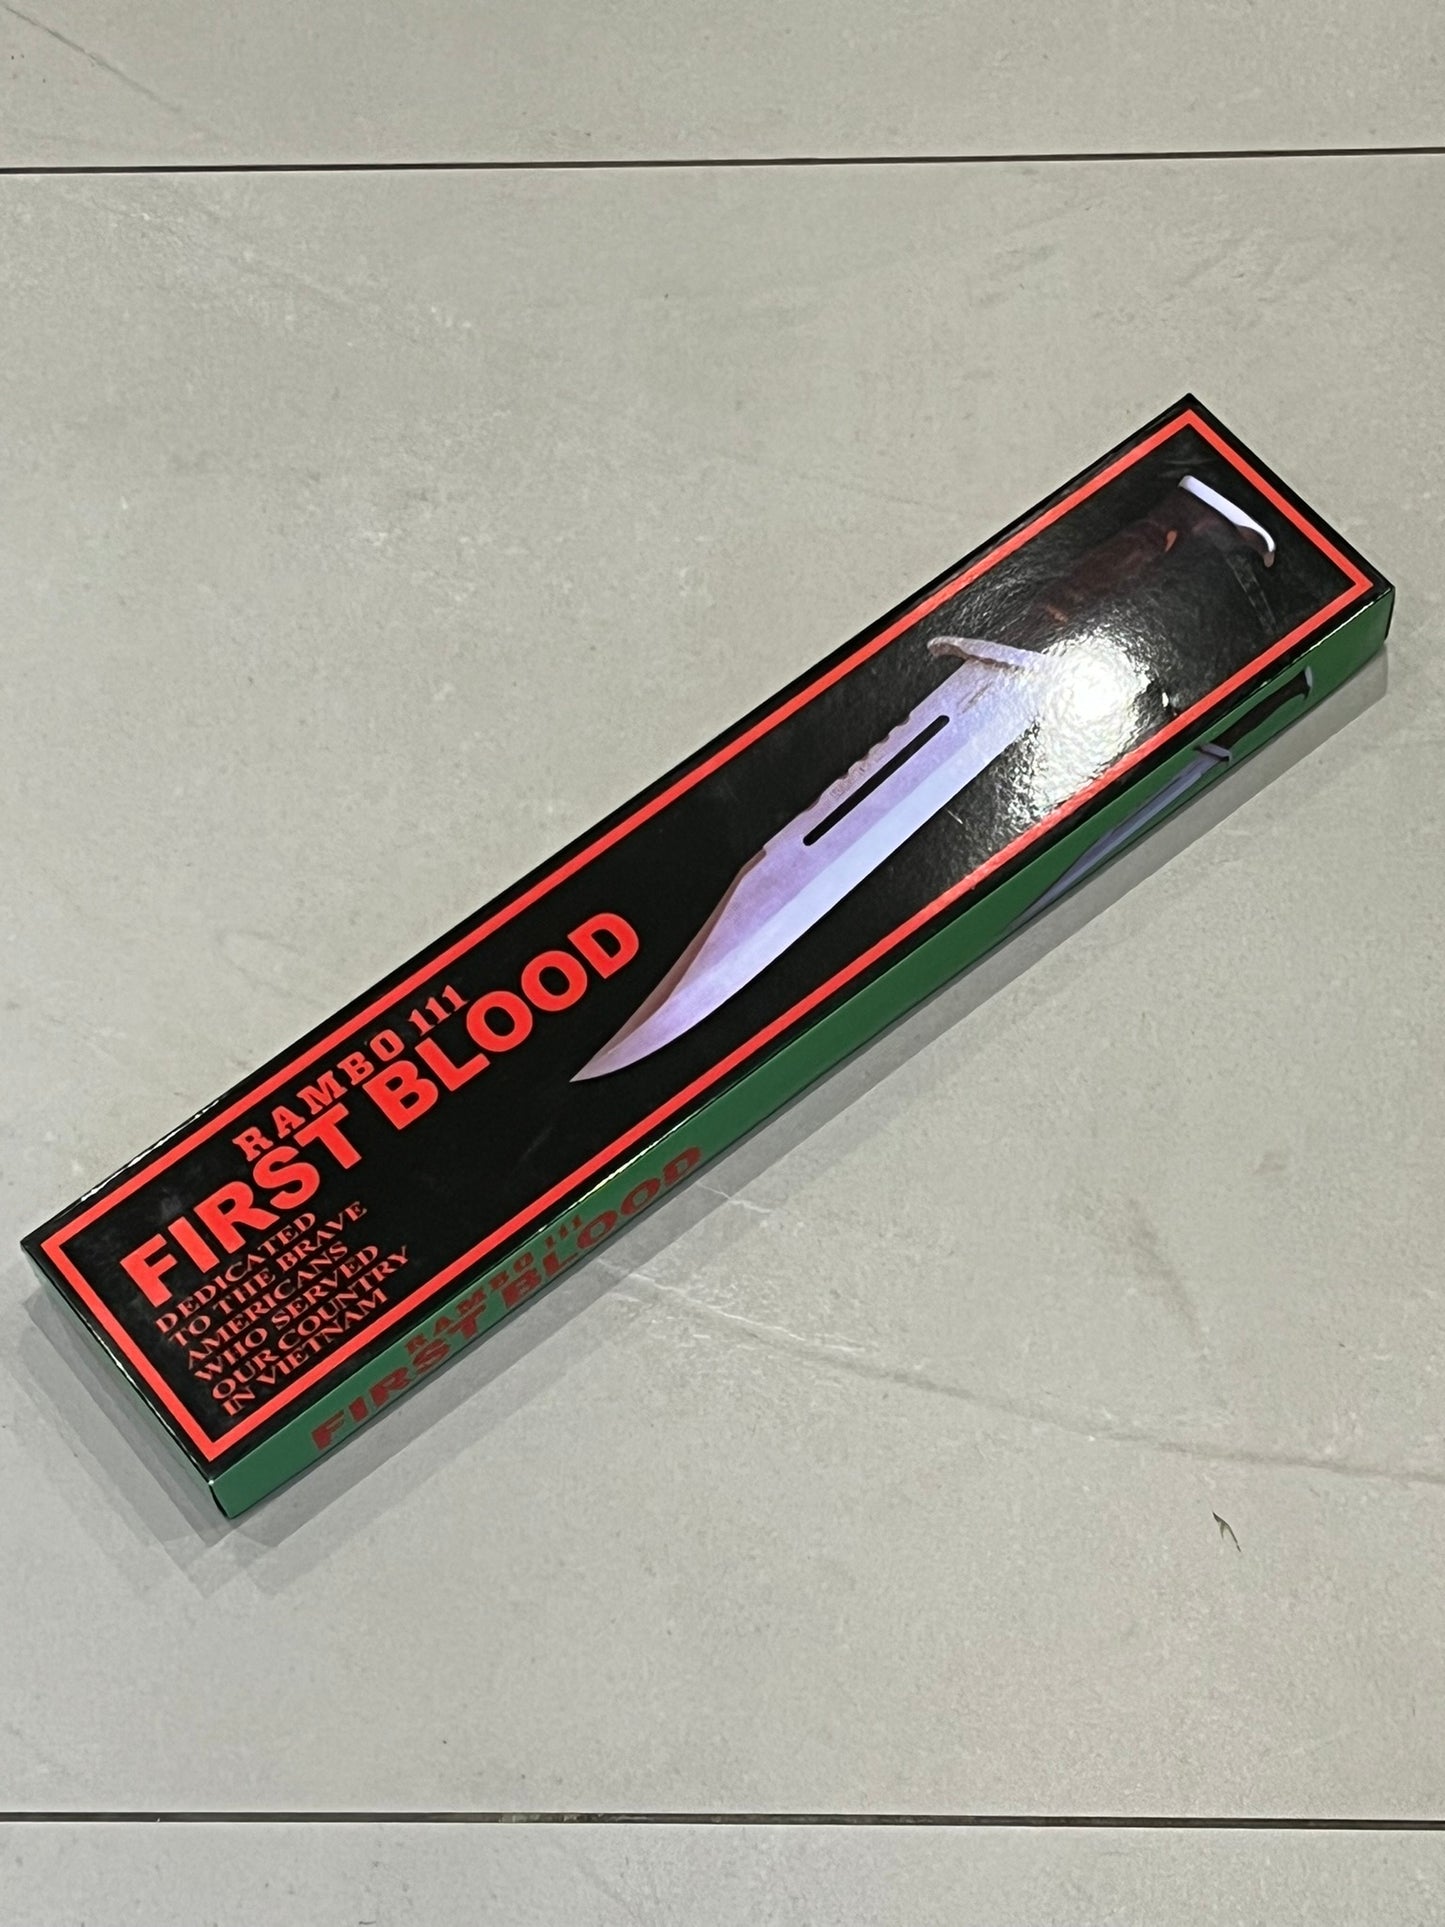 RAMBO 111
FIRST BLOOD
DEDICATED
TO THE BRAVE
AMERICANS
WHO SERVED
OUR COUNTRY
IN VIETNAM
RAMBO 111
FIRST BLOOD